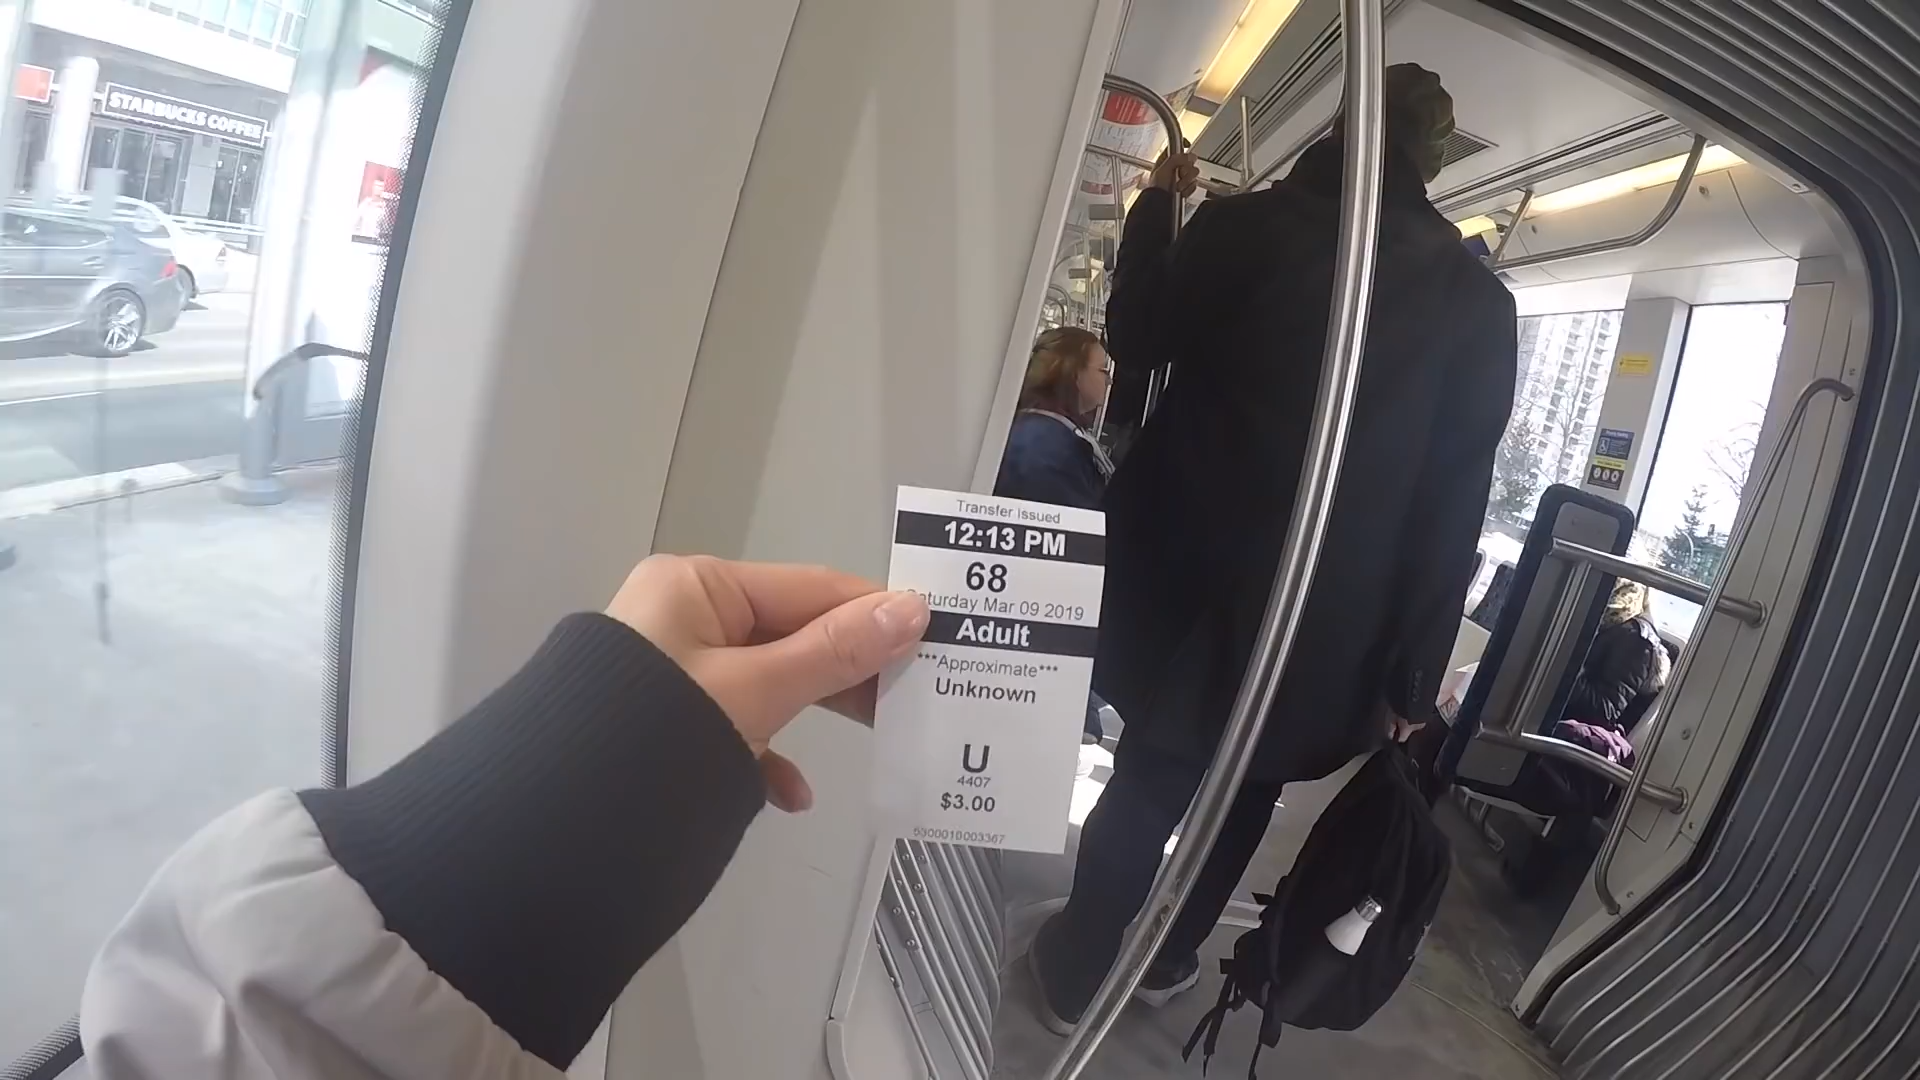 STARBUCKS COFFEE
Transfer Issued
12:13 PM
68
Saturday Mar 09 2019
Adult
***Approximate***
Unknown
U
4407
$3.00
5300010003367